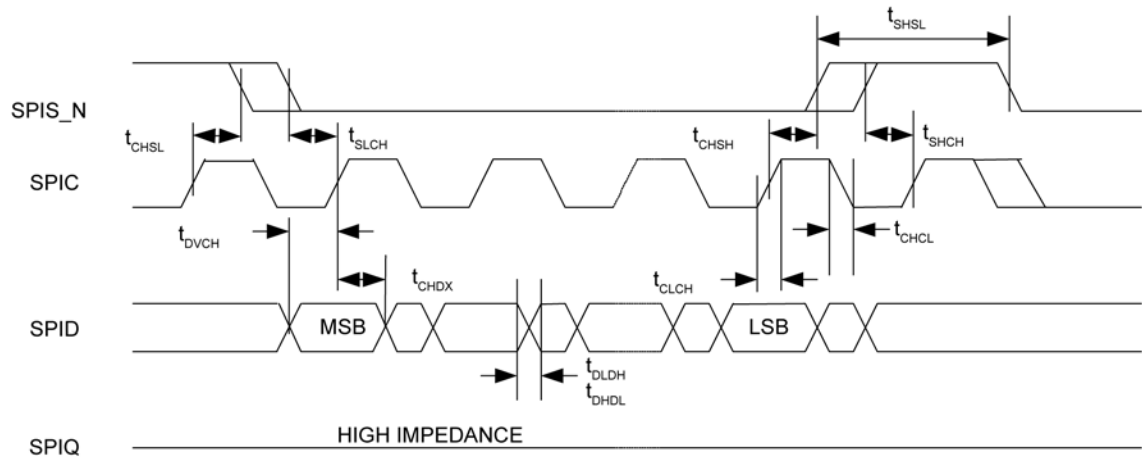 tSHSL
SPIS_N
tCHSL
tSLCH
tCHSH
tSHCH
SPIC
tDVCH
tCHCL
tCHDX
tCLCH
SPID
MSB
LSB
tDLDH
tDHDL
HIGH IMPEDANCE
SPIQ